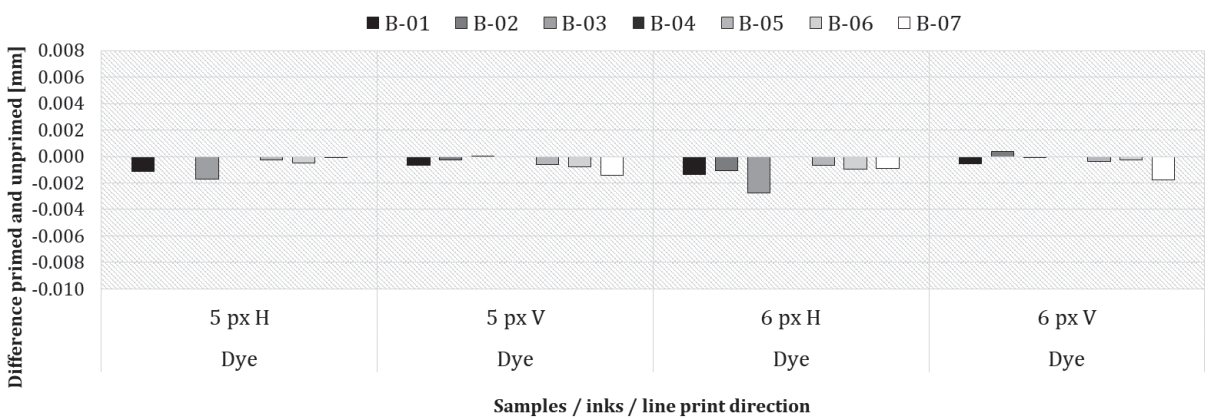 B-01 B-02 B-03 B-04 B-05 B-06 B-07
Difference primed and unprimed [mm]
0.008
0.006
0.004
0.002
0.000
-0.002
-0.004
-0.006
-0.008
-0.010
5 px H 5 px V 6 px H 6 px V
Dye Dye Dye Dye
Samples / inks / line print direction